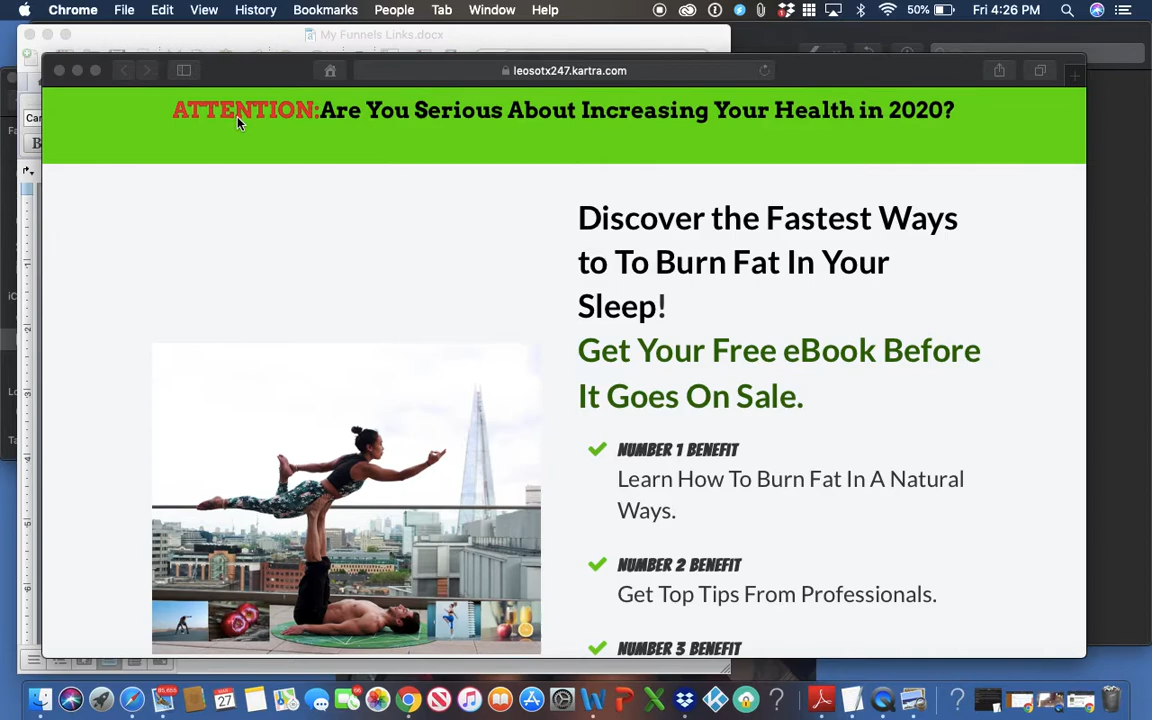 Chrome File Edit View History Bookmarks People Tab Window Help 50% Fri 4:26 PM
My Funnels Links.docx
leosotx247.kartra.com
ATTENTION:Are You Serious About Increasing Your Health in 2020?
Discover the Fastest Ways
to To Burn Fat In Your
Sleep!
Get Your Free eBook Before
It Goes On Sale.
NUMBER 1 BENEFIT
Learn How To Burn Fat In A Natural
Ways.
NUMBER 2 BENEFIT
Get Top Tips From Professionals.
NUMBER 3 BENEFIT